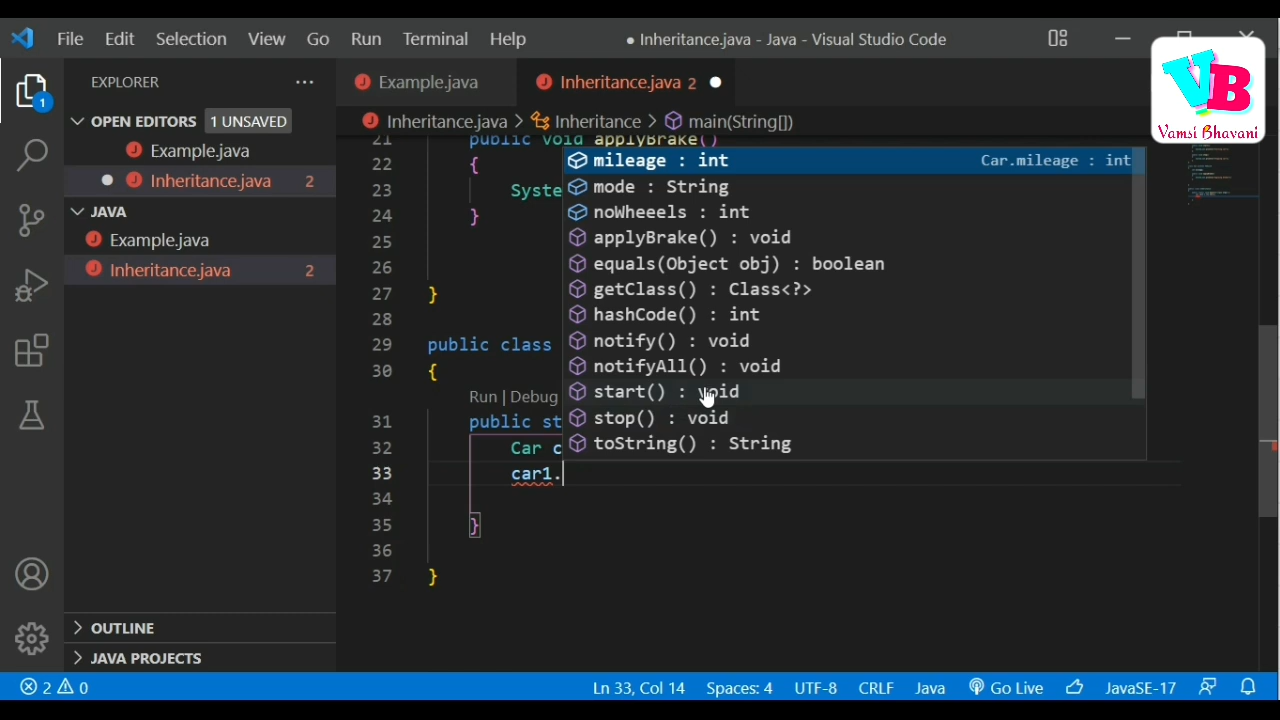 File Edit Selection View Go Run Terminal Help ● Inheritance.java - Java - Visual Studio Code
VB
Vamsi Bhavani
EXPLORER ···
1
OPEN EDITORS 1 UNSAVED
Example.java
Inheritance.java 2
JAVA
Example.java
Inheritance.java 2
OUTLINE
JAVA PROJECTS
Example.java Inheritance.java 2 ●
Inheritance.java > Inheritance > main(String[])
21 public void applyBrake()
22 {
23 Syste
24 }
25
26
27 }
28
29 public class
30 {
Run | Debug
31 public st
32 Car c
33 car1.
34
35 }
36
37 }
mileage : int Car.mileage : int
mode : String
noWheeels : int
applyBrake() : void
equals(Object obj) : boolean
getClass() : Class<?>
hashCode() : int
notify() : void
notifyAll() : void
start() : void
stop() : void
toString() : String
2 0 Ln 33, Col 14 Spaces: 4 UTF-8 CRLF Java Go Live JavaSE-17